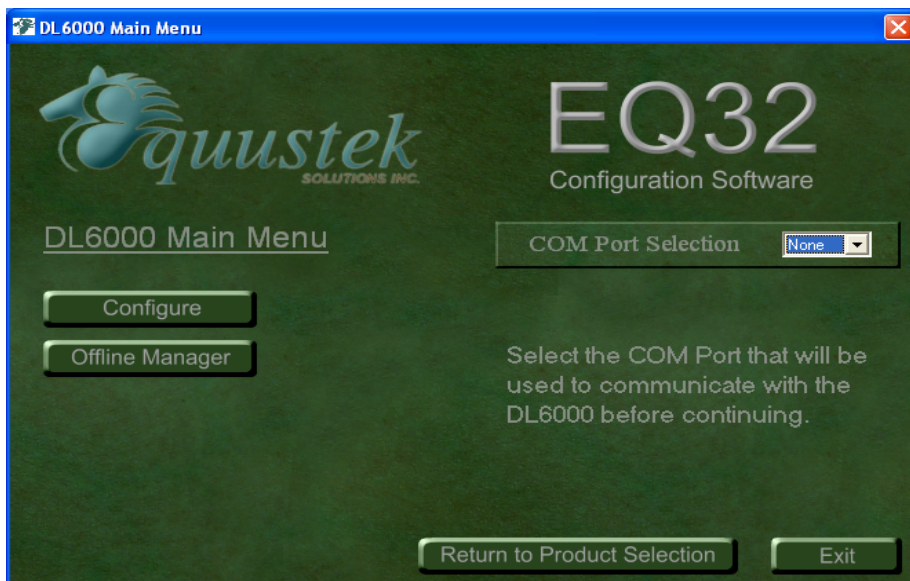 DL6000 Main Menu
Equustek
SOLUTIONS INC.
EQ32
Configuration Software
DL6000 Main Menu
COM Port Selection
None
Configure
Offline Manager
Select the COM Port that will be
used to communicate with the
DL6000 before continuing.
Return to Product Selection
Exit